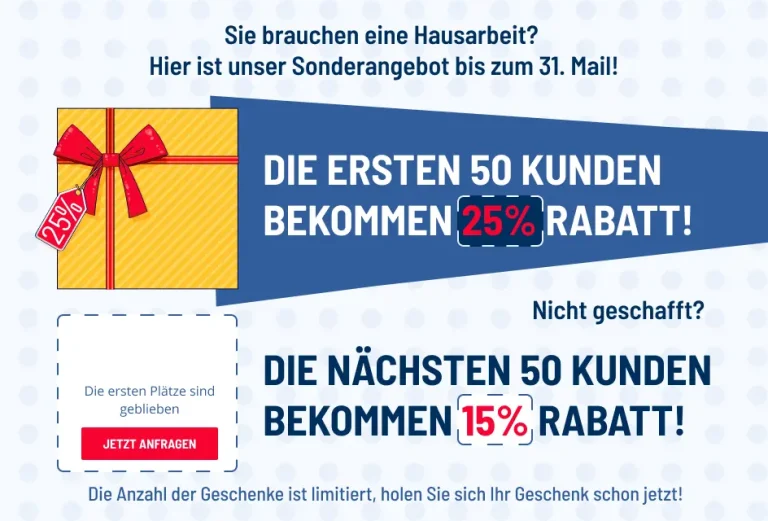 Sie brauchen eine Hausarbeit?
Hier ist unser Sonderangebot bis zum 31. Mail!
DIE ERSTEN 50 KUNDEN
BEKOMMEN 25% RABATT!
25%
Nicht geschafft?
DIE NÄCHSTEN 50 KUNDEN
BEKOMMEN 15% RABATT!
Die ersten Plätze sind
geblieben
JETZT ANFRAGEN
Die Anzahl der Geschenke ist limitiert, holen Sie sich Ihr Geschenk schon jetzt!